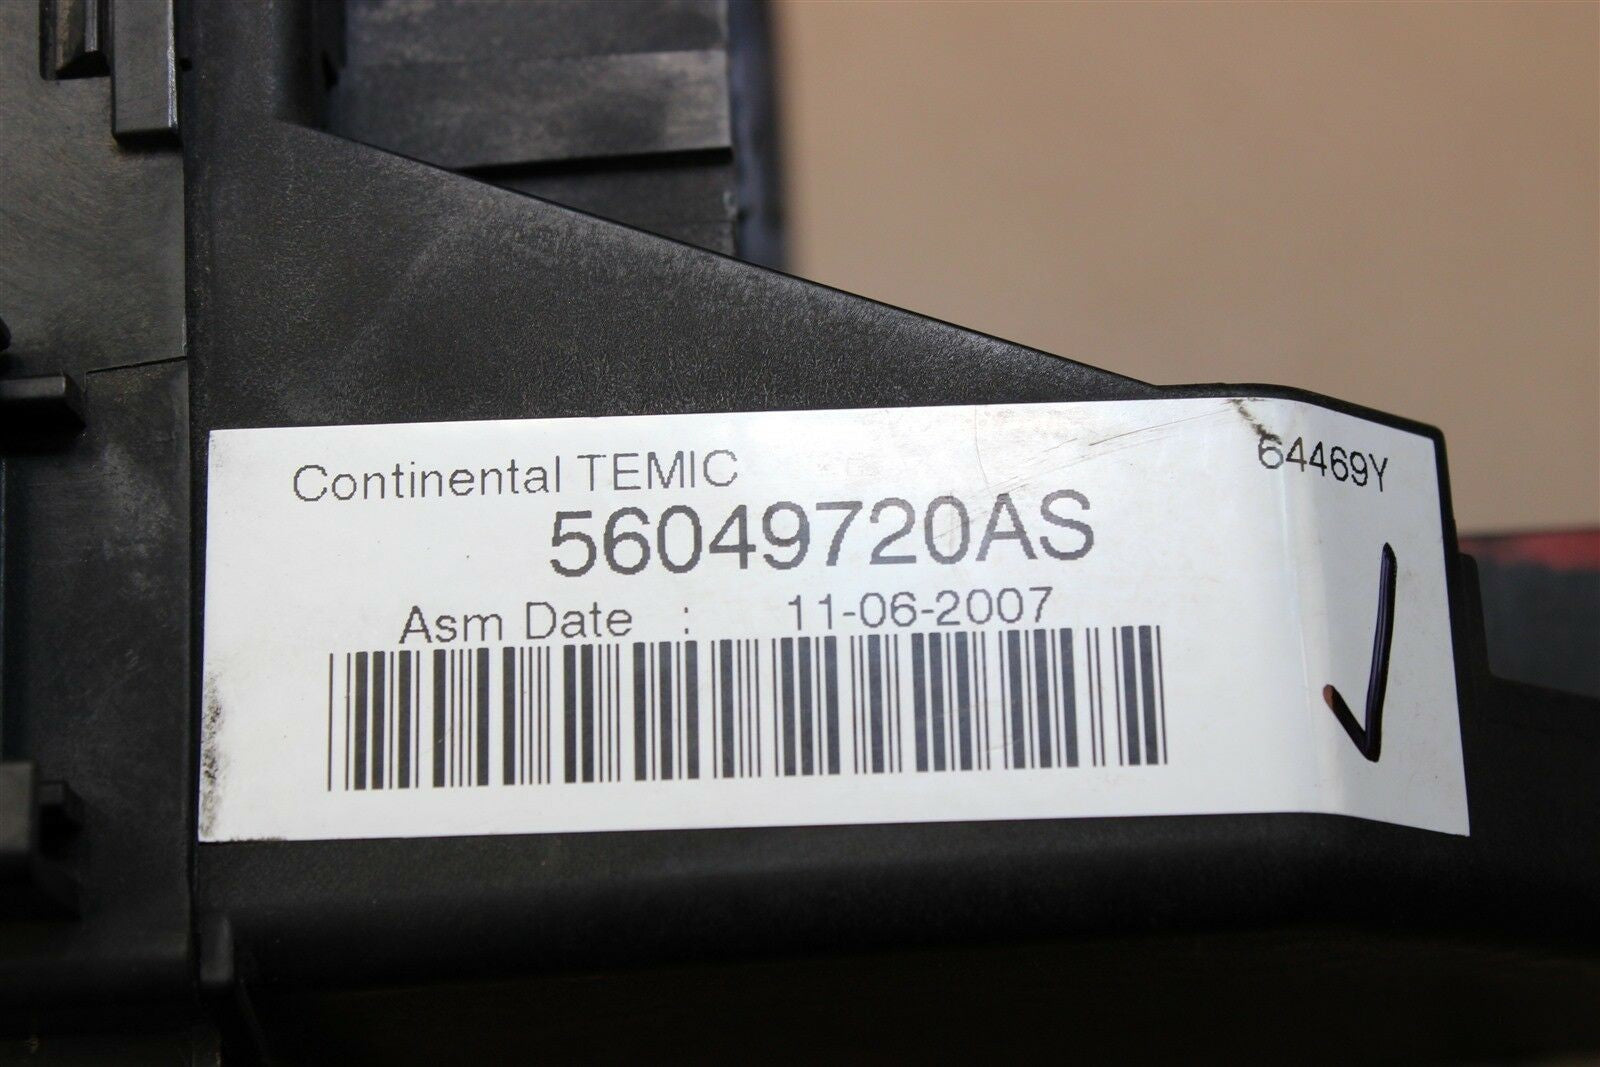 Continental TEMIC
64469Y
56049720AS
Asm Date : 11-06-2007